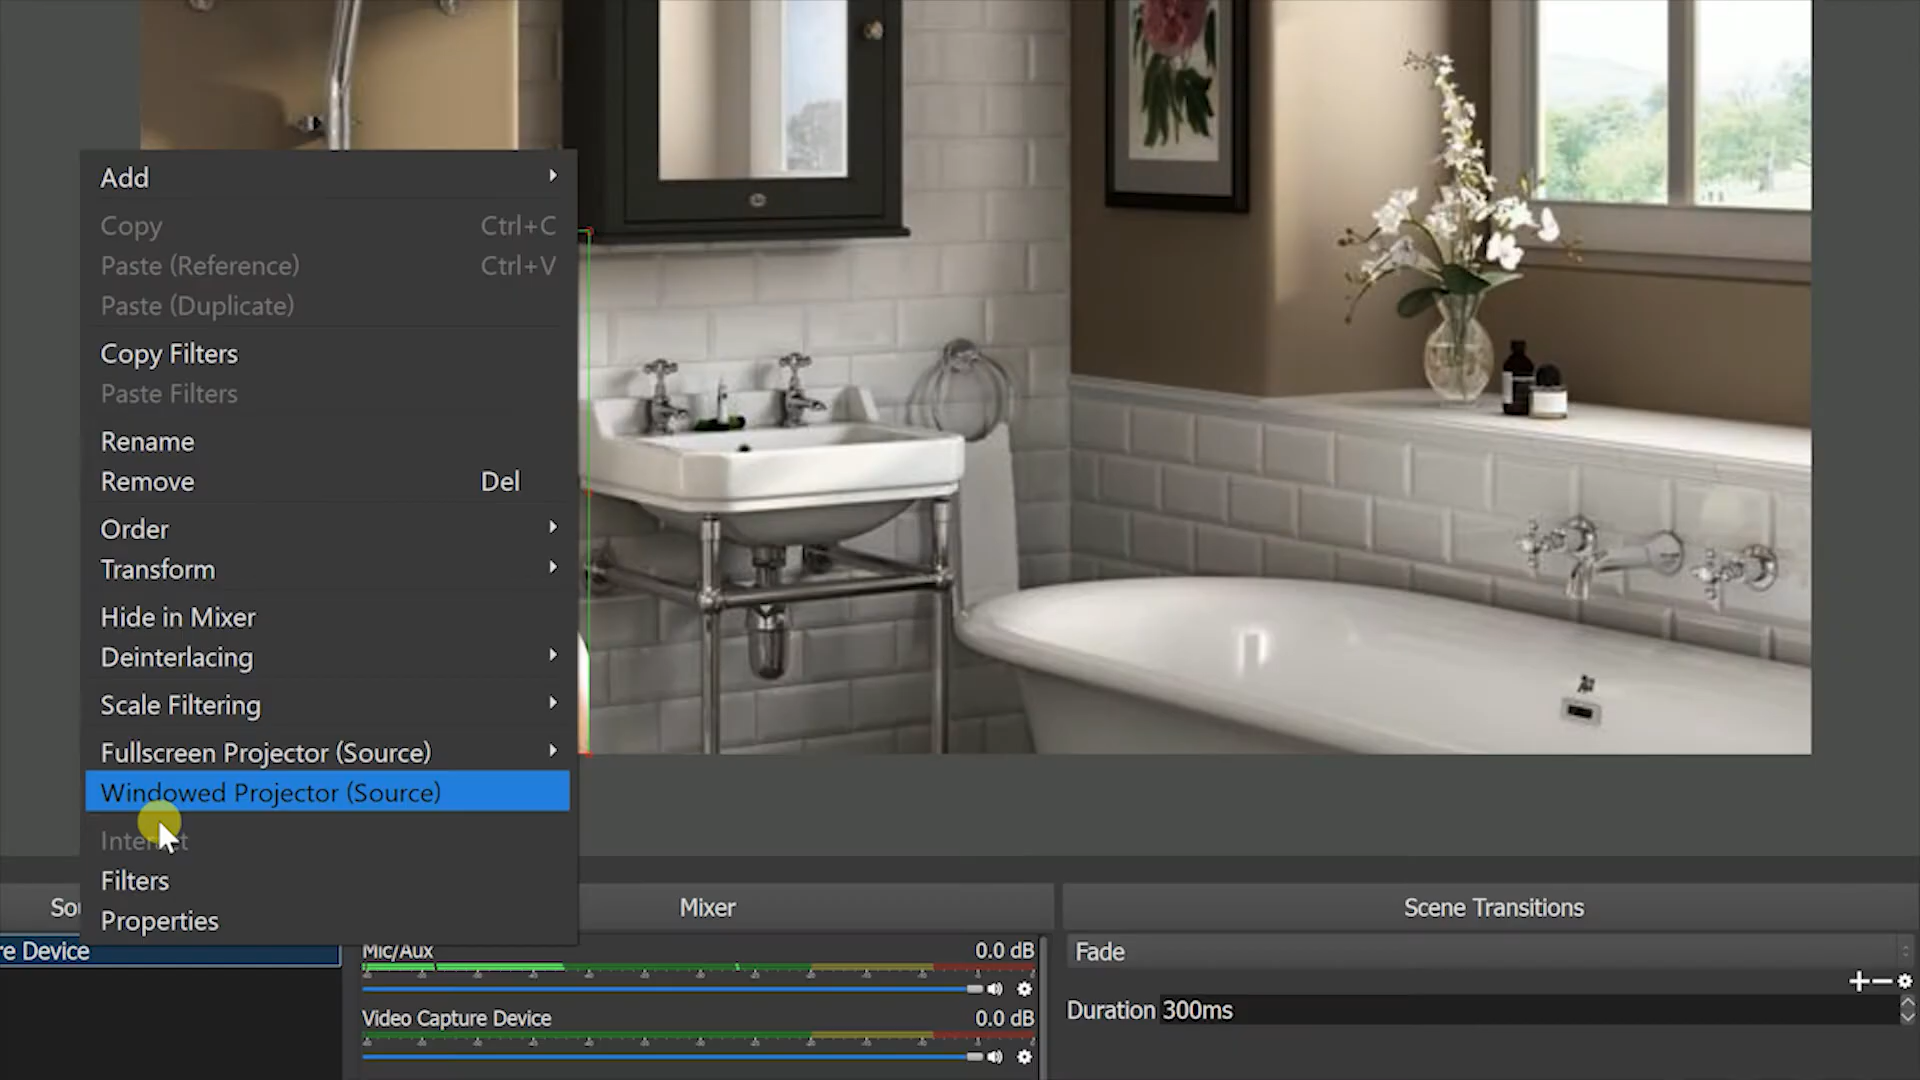 Add
Copy Ctrl+C
Paste (Reference) Ctrl+V
Paste (Duplicate)
Copy Filters
Paste Filters
Rename
Remove Del
Order
Transform
Hide in Mixer
Deinterlacing
Scale Filtering
Fullscreen Projector (Source)
Windowed Projector (Source)
Interact
Filters
Properties
Sou
re Device
Mixer
Mic/Aux 0.0 dB
Video Capture Device 0.0 dB
Scene Transitions
Fade
Duration 300ms